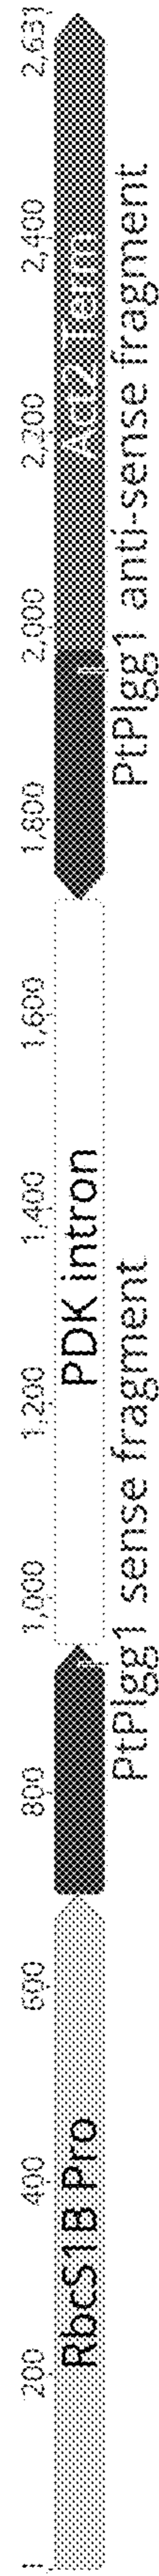 1 200 400 600 800 1,000 1,200 1,400 1,600 1,800 2,000 2,200 2,400 2,631
RbcS1B Pro PDK intron Act2 Term
PtPlgg1 sense fragment PtPlgg1 anti-sense fragment